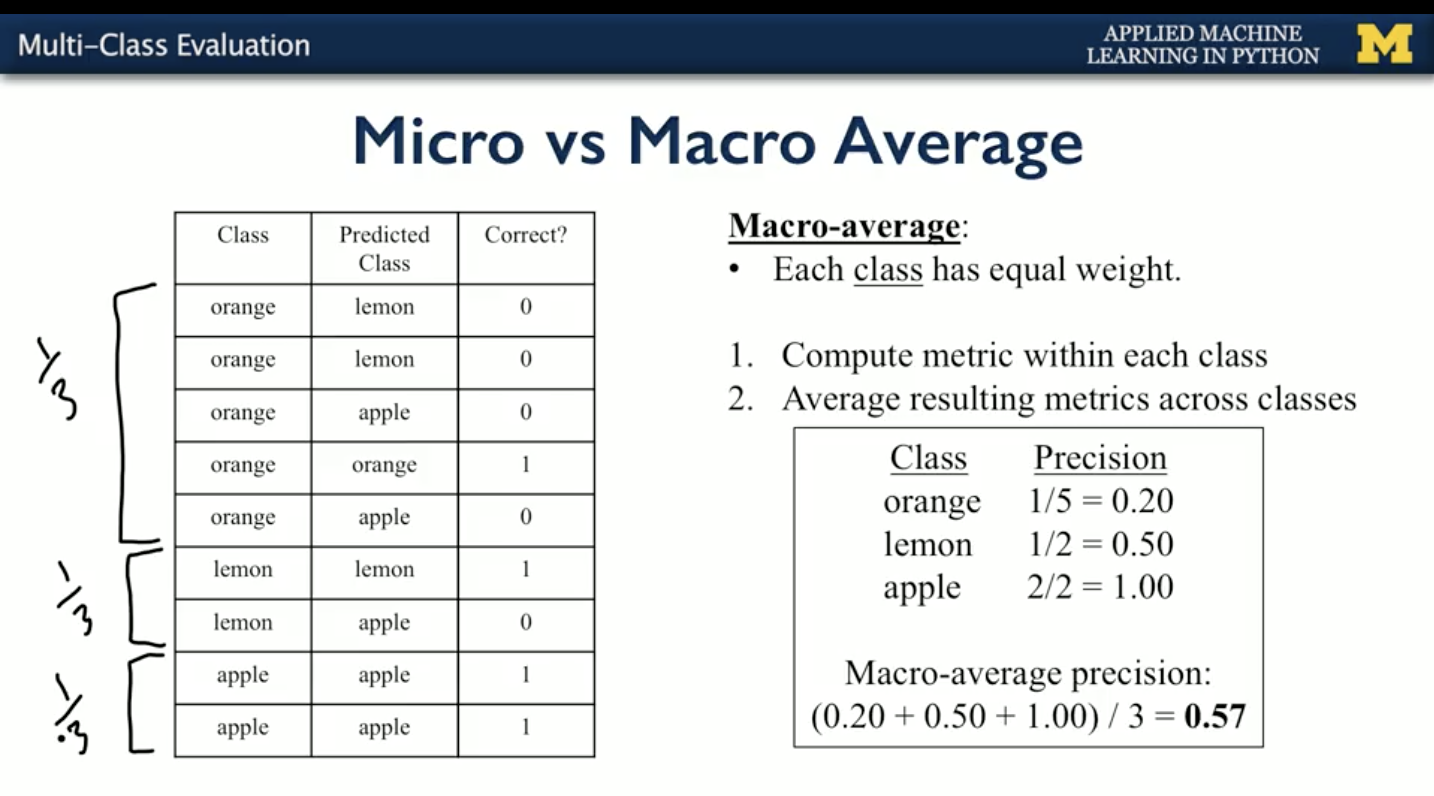 Multi-Class Evaluation
APPLIED MACHINE
LEARNING IN PYTHON
M
Micro vs Macro Average
Class Predicted Class Correct?
orange lemon 0
orange lemon 0
orange apple 0
orange orange 1
orange apple 0
lemon lemon 1
lemon apple 0
apple apple 1
apple apple 1
1/3
1/3
1/3
Macro-average:
• Each class has equal weight.
1. Compute metric within each class
2. Average resulting metrics across classes
Class Precision
orange 1/5 = 0.20
lemon 1/2 = 0.50
apple 2/2 = 1.00
Macro-average precision:
(0.20 + 0.50 + 1.00) / 3 = 0.57